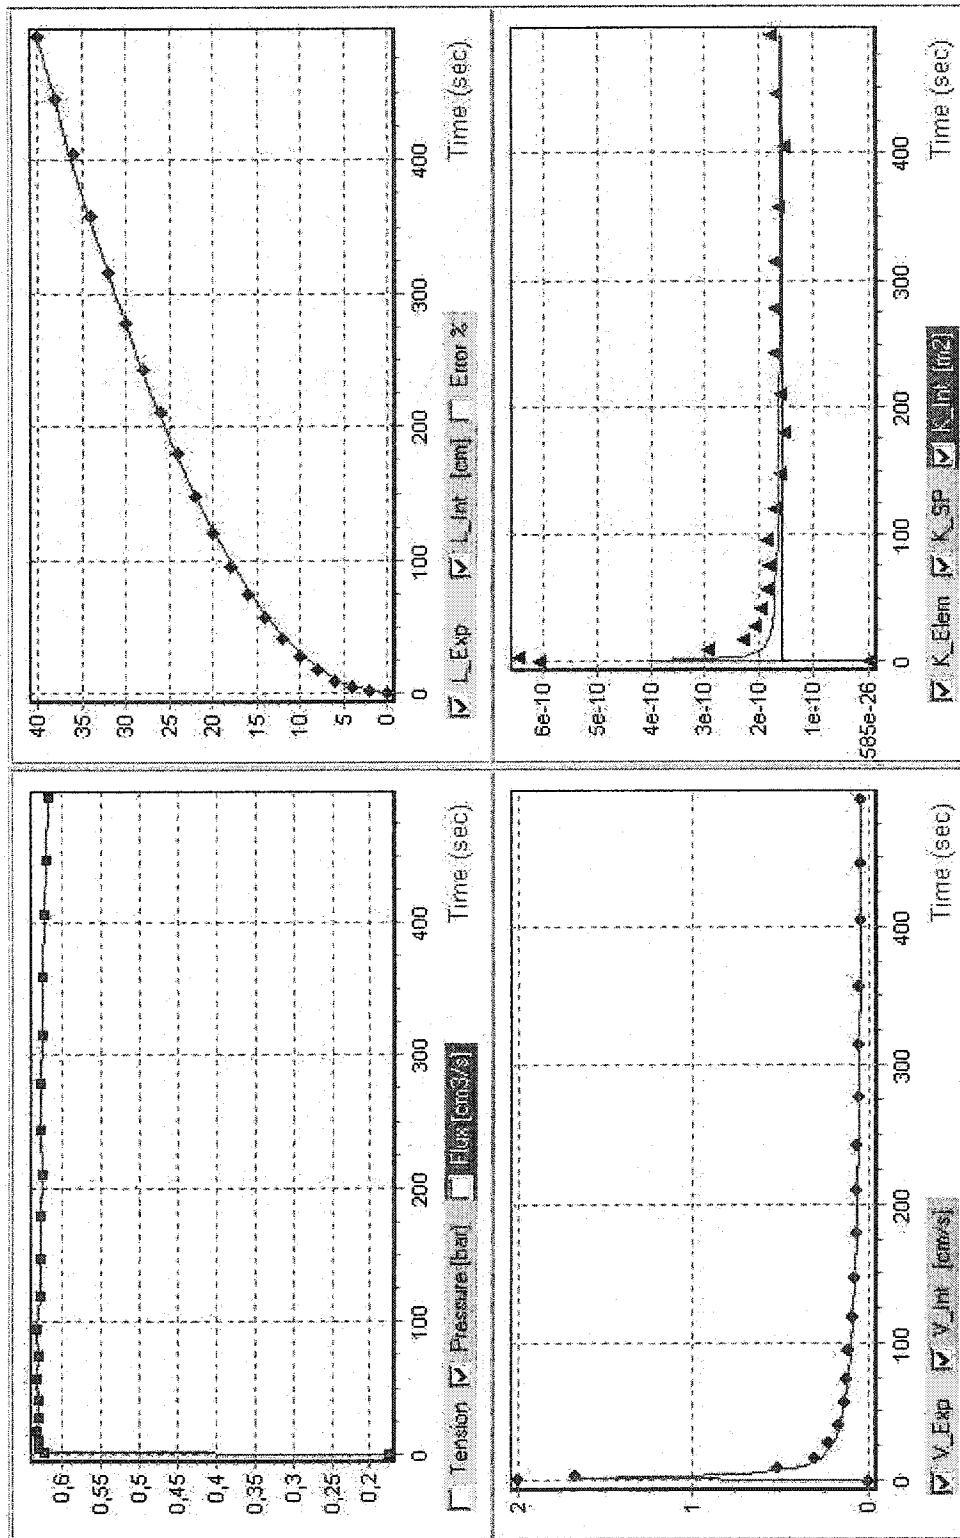 0,6
0,55
0,5
0,45
0,4
0,35
0,3
0,2
0 100 200 300 400 Time (sec)
Tension Pressure [bar] Flux [cm3/s]
40
35
30
25
20
15
10
5
0
0 100 200 300 400 Time (sec)
L_Exp L_Int [cm] Error %
2
1
0
0 100 200 300 400 Time (sec)
V_Exp V_Int [cm/s]
6e-10
5e-10
4e-10
3e-10
2e-10
1e-10
585e-26
0 100 200 300 400 Time (sec)
K_Elem K_SP K_Int [m2]